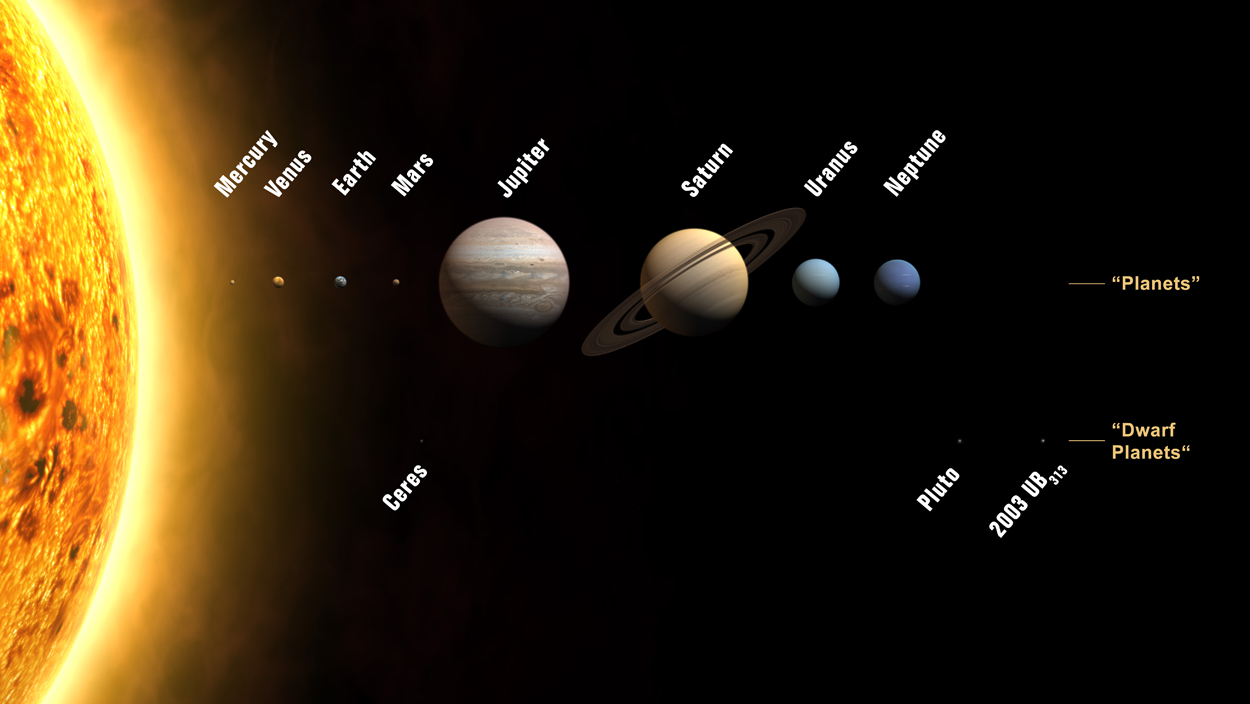 Mercury
Venus
Earth
Mars
Jupiter
Saturn
Uranus
Neptune
“Planets”
“Dwarf
Planets“
Ceres
Pluto
2003 UB313